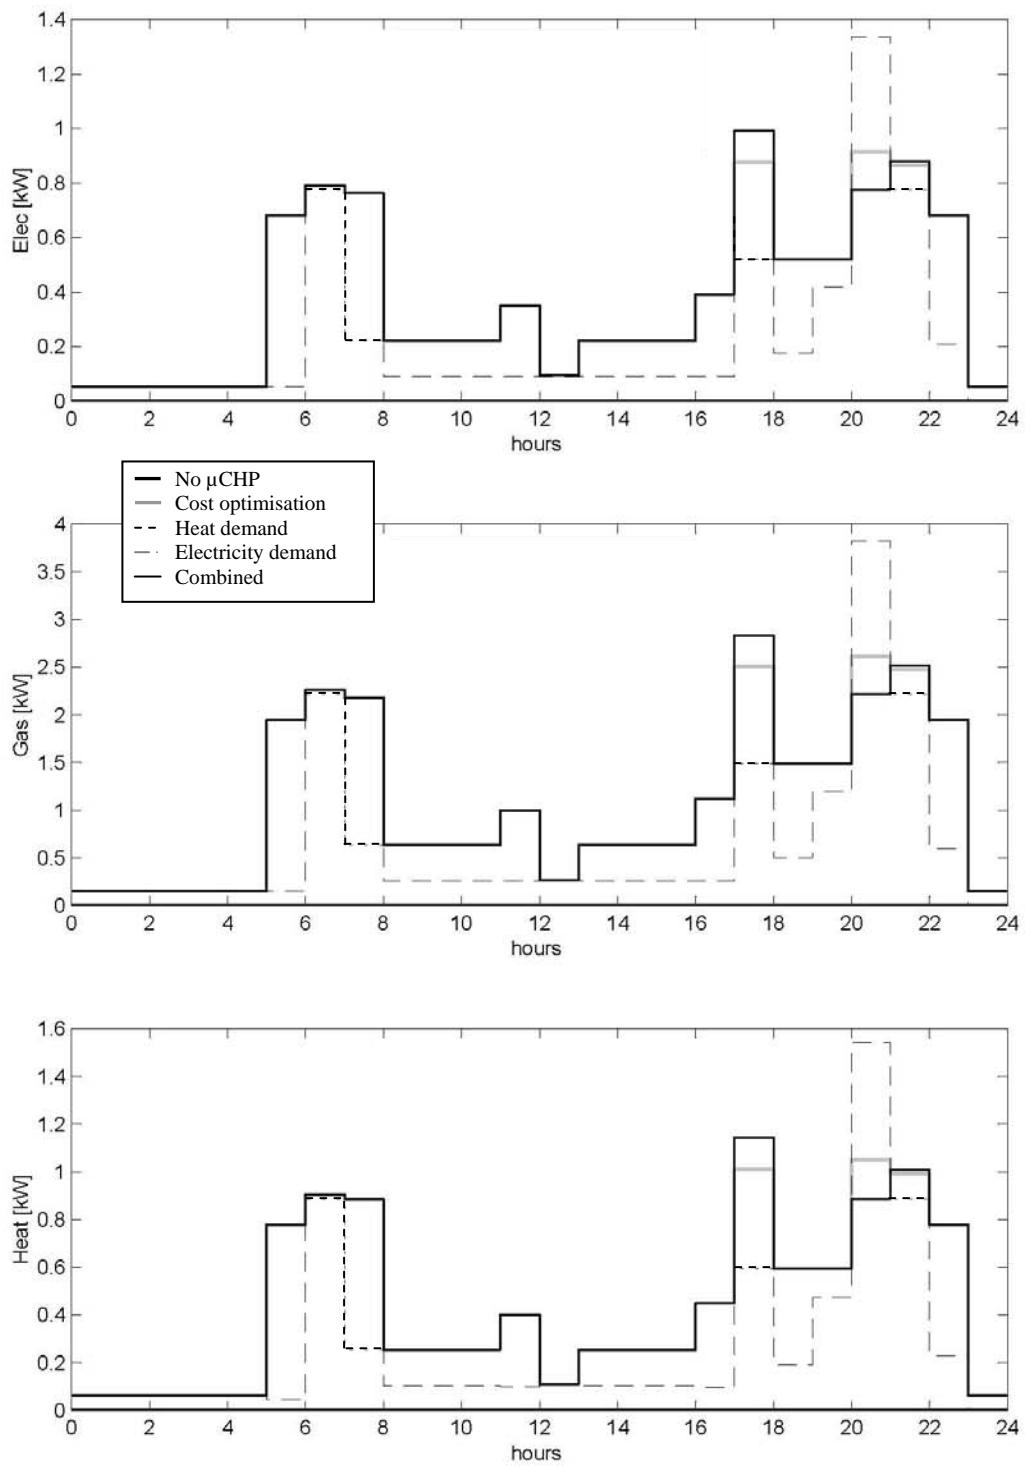 1.4
1.2
1
0.8
0.6
0.4
0.2
0
Elec [kW]
0 2 4 6 8 10 12 14 16 18 20 22 24
hours
No µCHP
Cost optimisation
Heat demand
Electricity demand
Combined
4
3.5
3
2.5
2
1.5
1
0.5
0
Gas [kW]
0 2 4 6 8 10 12 14 16 18 20 22 24
hours
1.6
1.4
1.2
1
0.8
0.6
0.4
0.2
0
Heat [kW]
0 2 4 6 8 10 12 14 16 18 20 22 24
hours